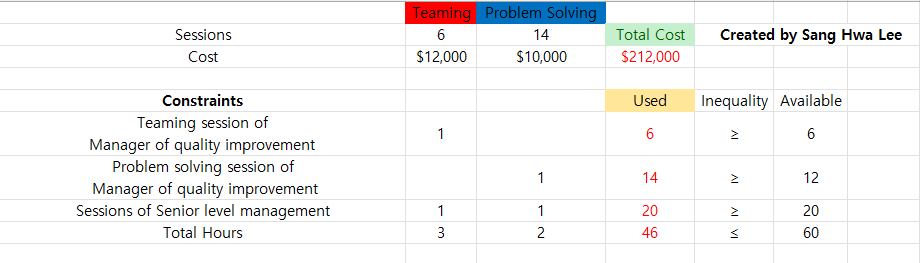 Teaming Problem Solving
Sessions 6 14 Total Cost Created by Sang Hwa Lee
Cost $12,000 $10,000 $212,000
Constraints Used Inequality Available
Teaming session of
Manager of quality improvement 1 6 ≥ 6
Problem solving session of
Manager of quality improvement 1 14 ≥ 12
Sessions of Senior level management 1 1 20 ≥ 20
Total Hours 3 2 46 ≤ 60